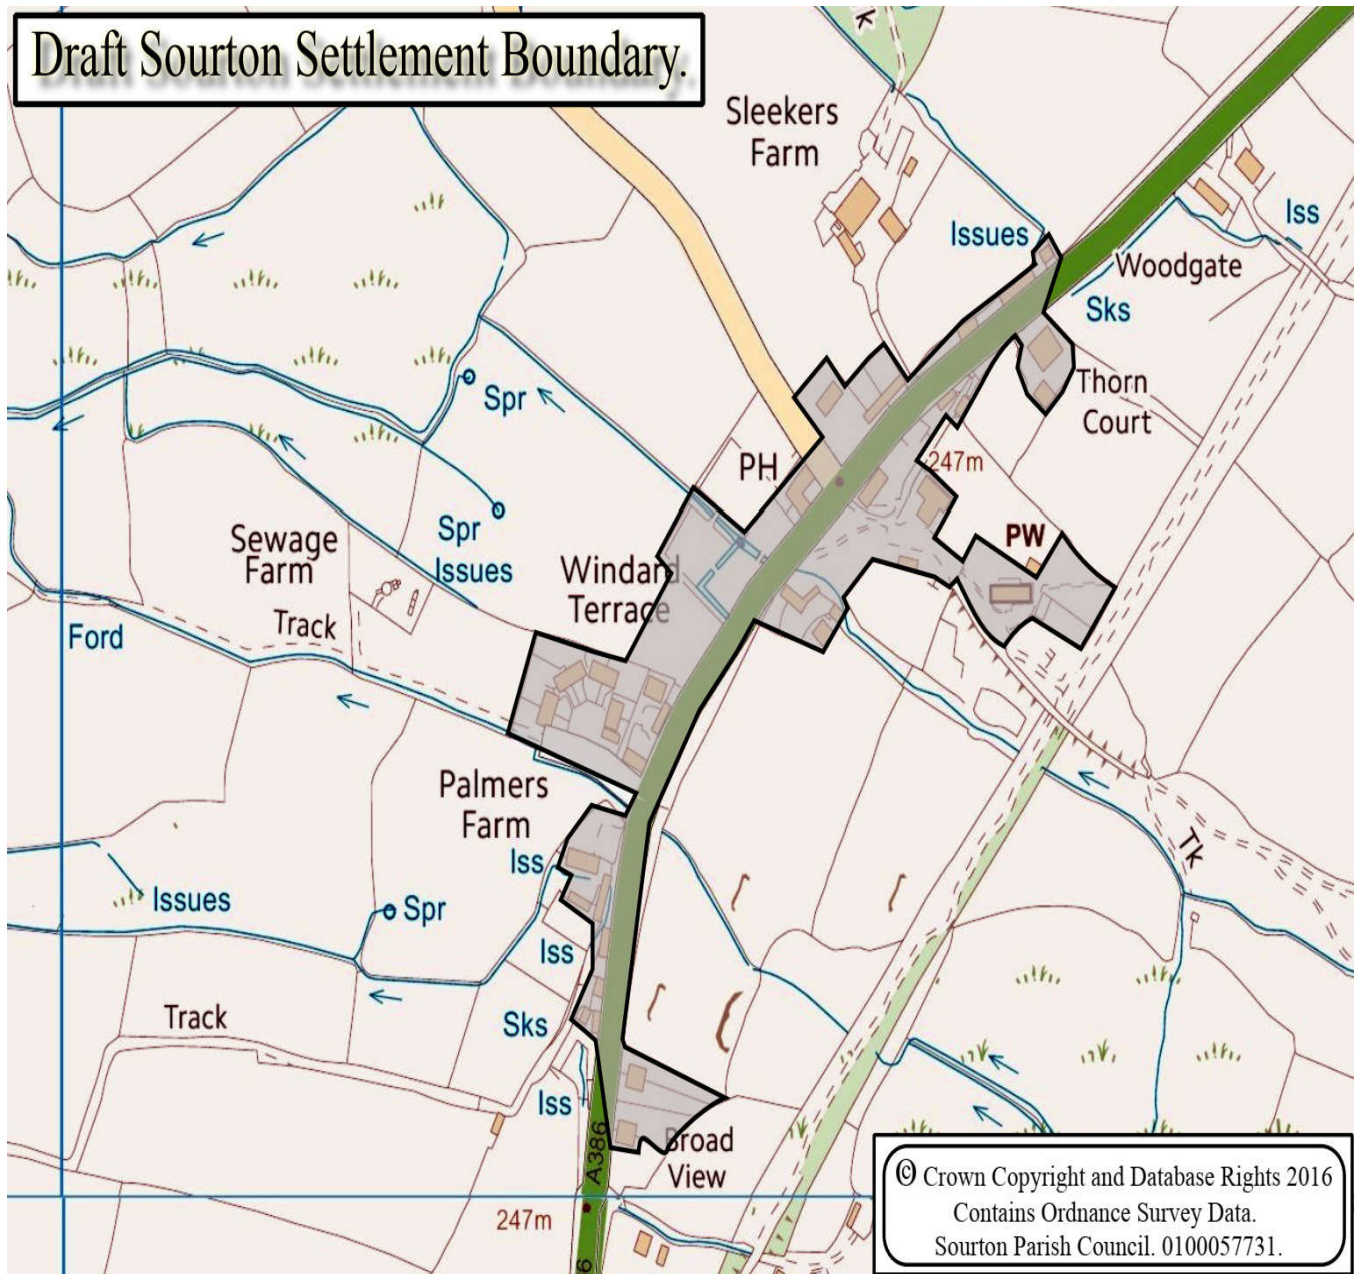 Draft Sourton Settlement Boundary.
Tk
Sleekers
Farm
Issues
Iss
Woodgate
Sks
Spr
Thorn
Court
PH
247m
Spr
Issues
Sewage
Farm
PW
Windard
Terrace
Track
Ford
Palmers
Farm
Iss
Tk
Issues
Spr
Iss
Track
Sks
Iss
A386
Broad
View
247m
6
© Crown Copyright and Database Rights 2016
Contains Ordnance Survey Data.
Sourton Parish Council. 0100057731.